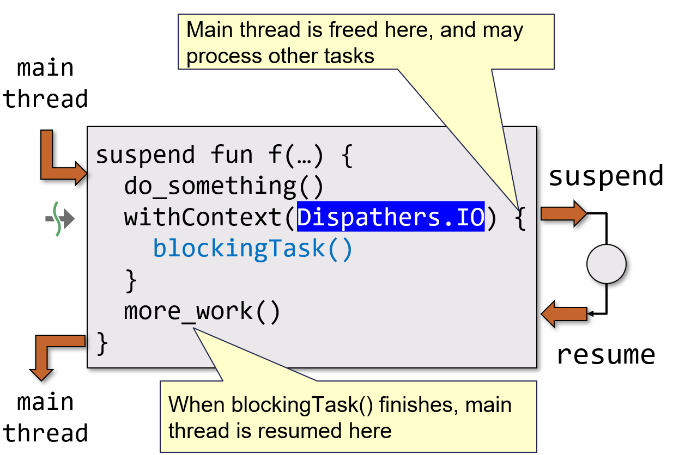 Main thread is freed here, and may
process other tasks
main
thread
suspend fun f(…) {
do_something()
withContext(Dispathers.IO) {
blockingTask()
}
more_work()
}
suspend
resume
main
thread
When blockingTask() finishes, main
thread is resumed here